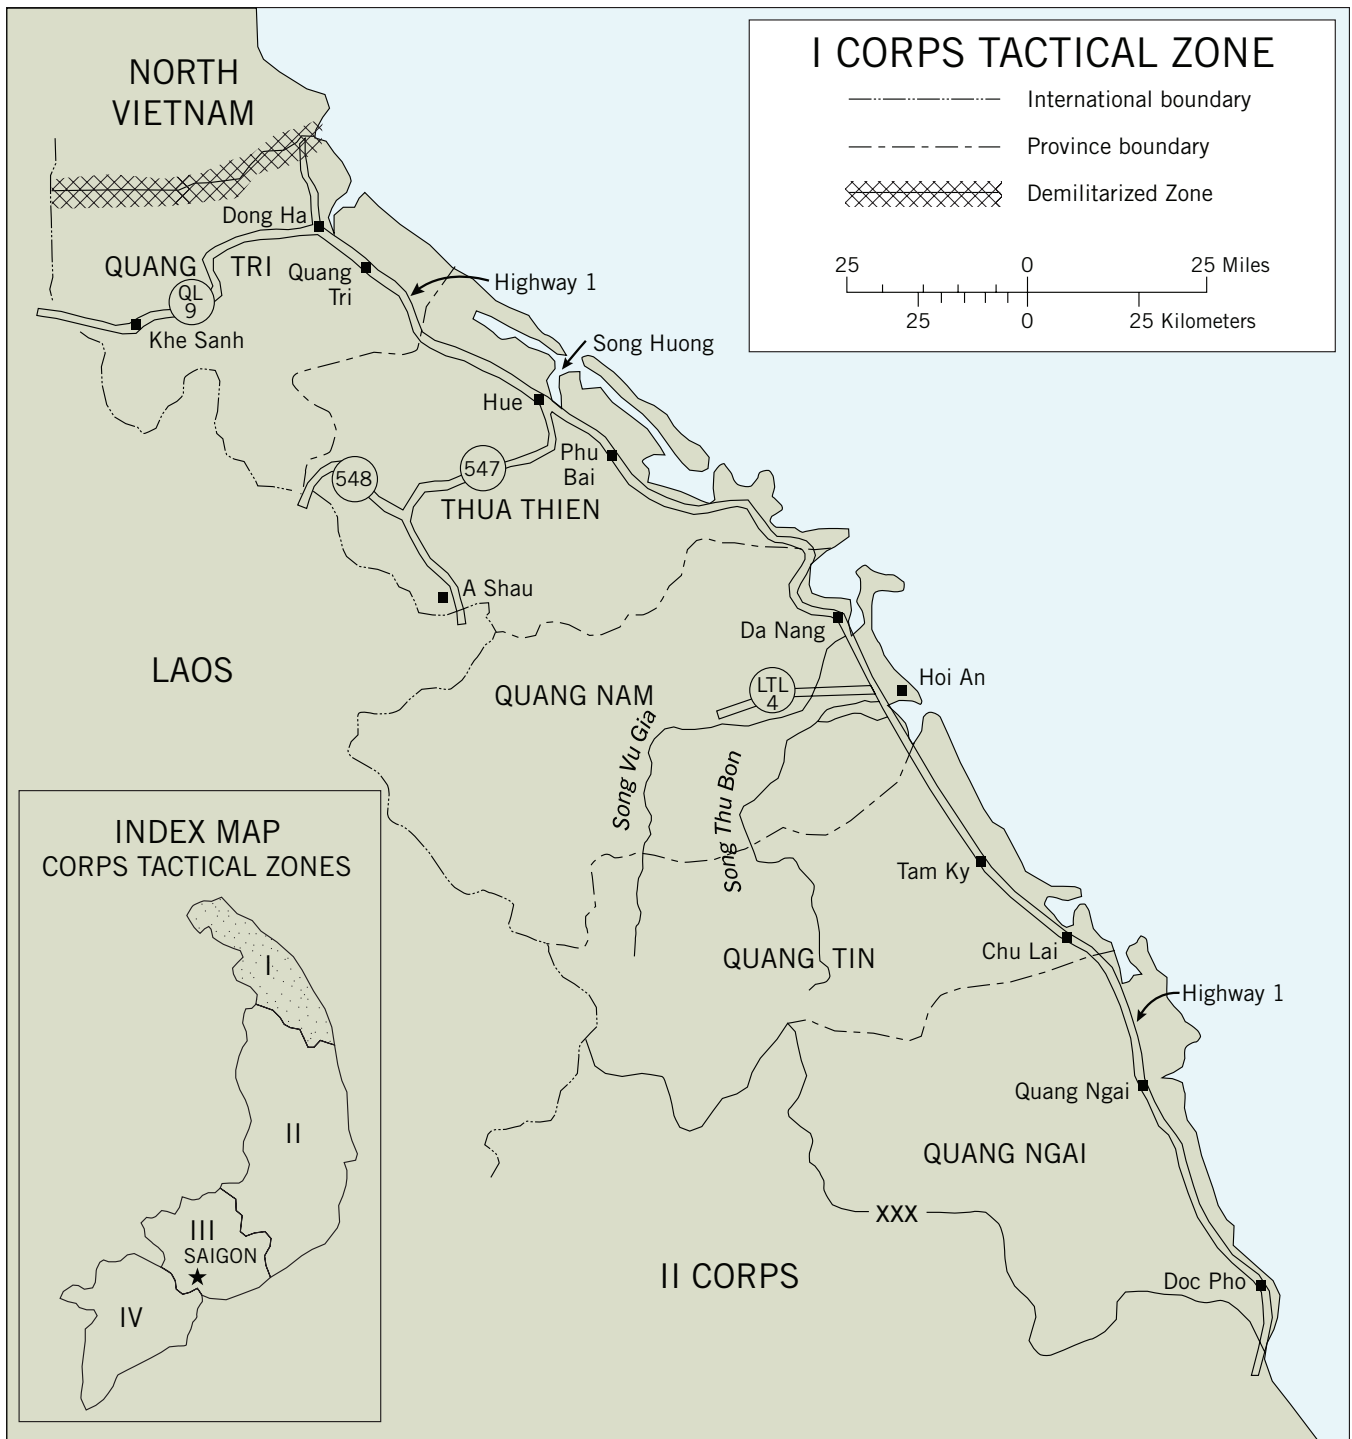 I CORPS TACTICAL ZONE
International boundary
Province boundary
Demilitarized Zone
25 0 25 Miles
25 0 25 Kilometers
NORTH
VIETNAM
Dong Ha
QUANG TRI
Quang
Tri
Highway 1
QL
9
Khe Sanh
Song Huong
Hue
Phu
Bai
548
547
THUA THIEN
A Shau
Da Nang
LAOS
Hoi An
QUANG NAM
LTL
4
Song Vu Gia
Song Thu Bon
Tam Ky
QUANG TIN
Chu Lai
Highway 1
Quang Ngai
QUANG NGAI
XXX
II CORPS
Doc Pho
INDEX MAP
CORPS TACTICAL ZONES
I
II
III
SAIGON
IV